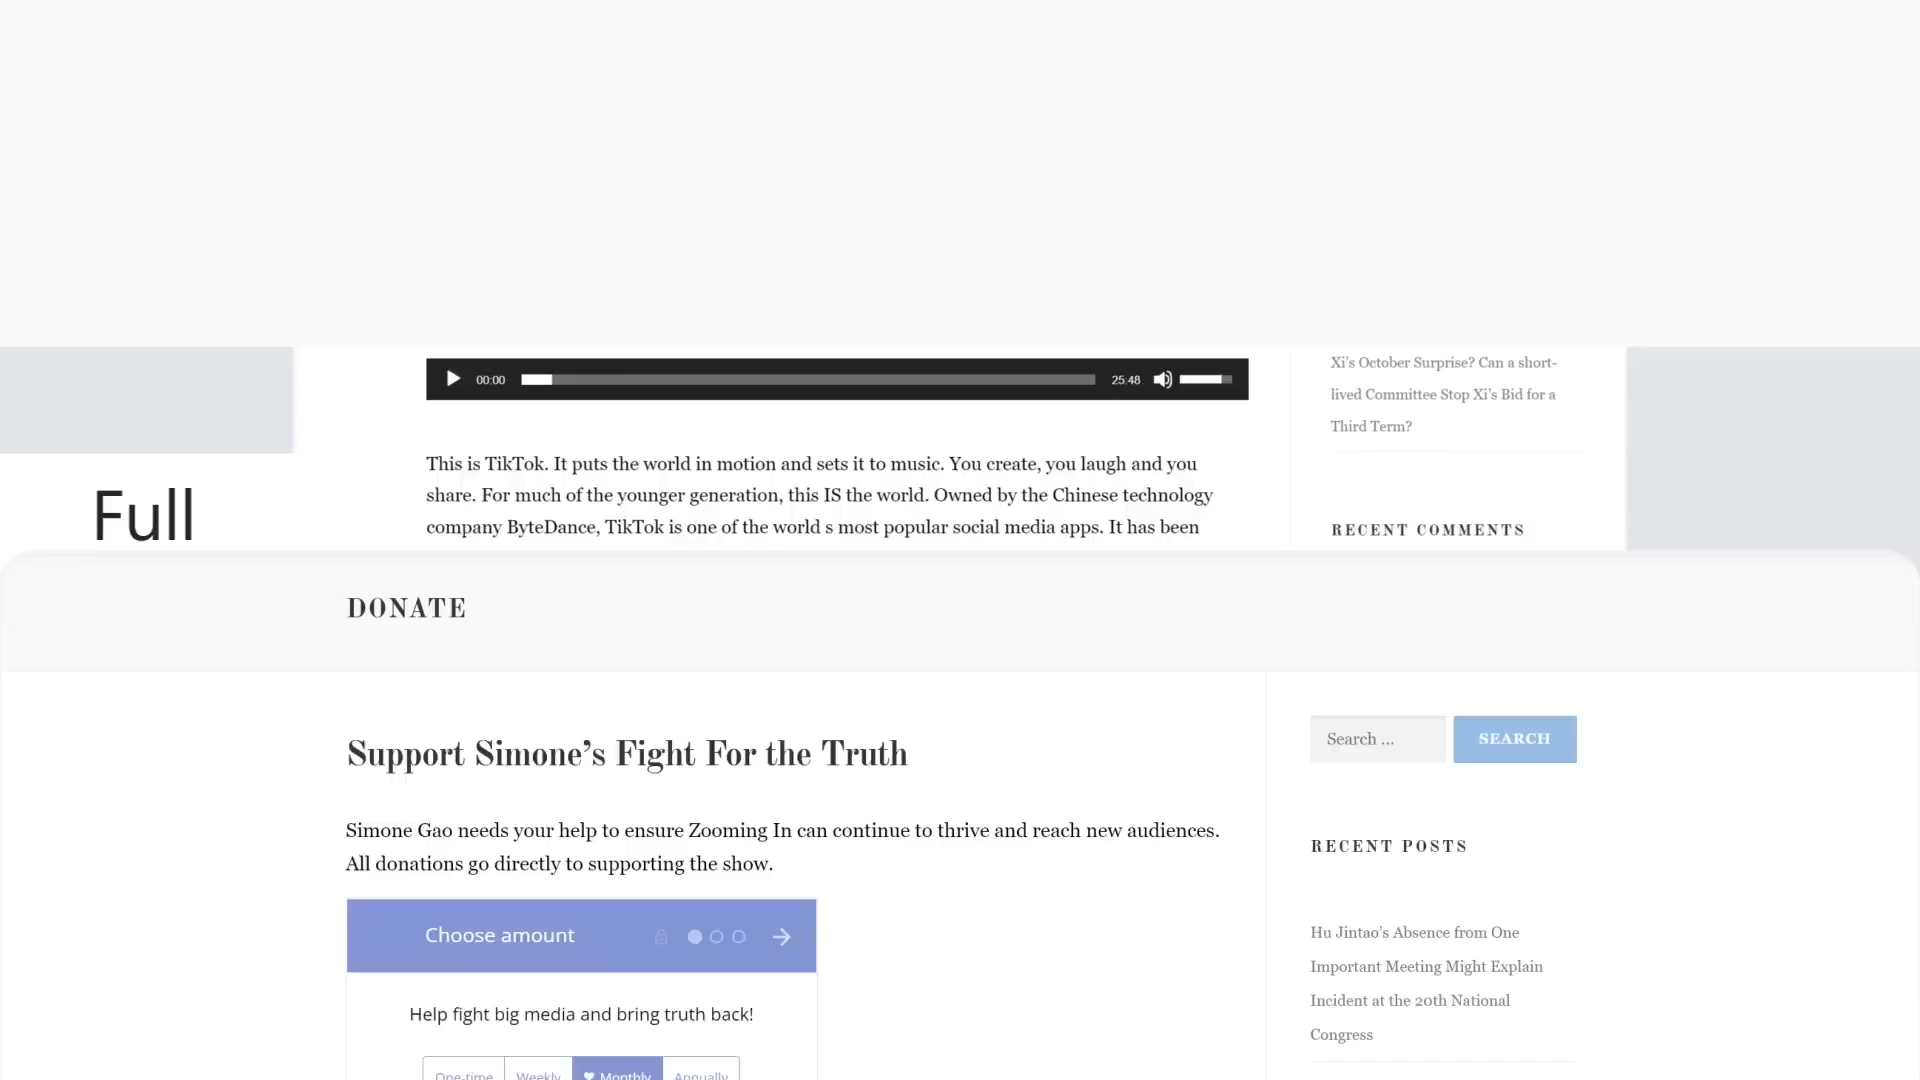 00:00
25:48
Xi’s October Surprise? Can a short-
lived Committee Stop Xi’s Bid for a
Third Term?
This is TikTok. It puts the world in motion and sets it to music. You create, you laugh and you
share. For much of the younger generation, this IS the world. Owned by the Chinese technology
company ByteDance, TikTok is one of the world s most popular social media apps. It has been
Full
RECENT COMMENTS
DONATE
Support Simone’s Fight For the Truth
Simone Gao needs your help to ensure Zooming In can continue to thrive and reach new audiences.
All donations go directly to supporting the show.
Choose amount
Help fight big media and bring truth back!
One-time
Weekly
Monthly
Annually
Search ...
SEARCH
RECENT POSTS
Hu Jintao’s Absence from One
Important Meeting Might Explain
Incident at the 20th National
Congress